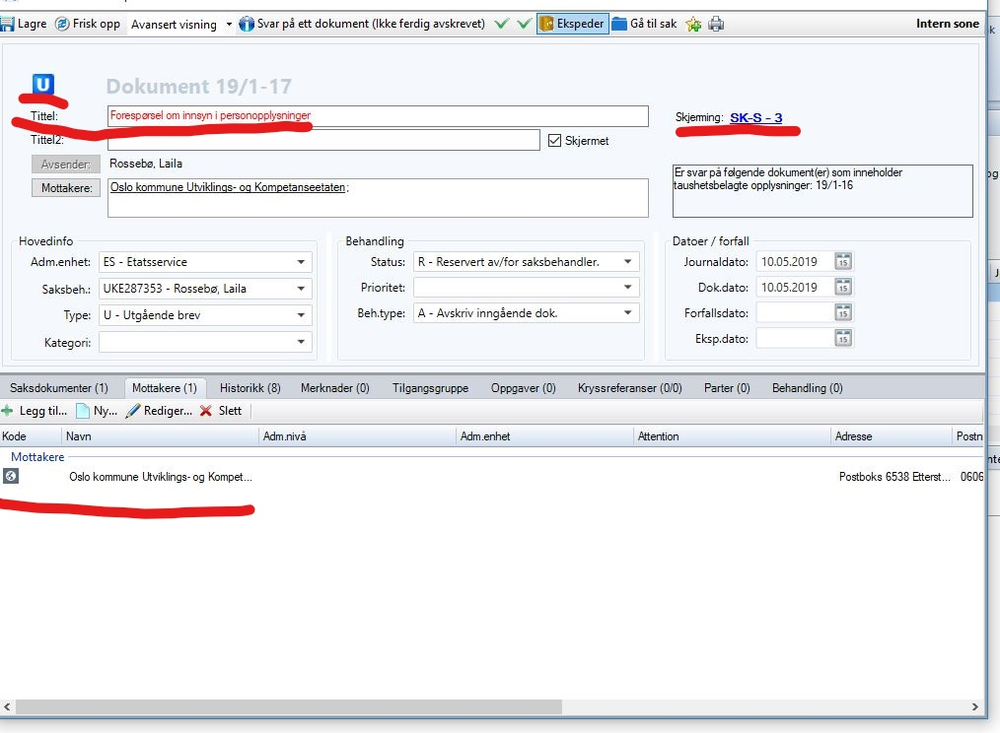 Lagre Frisk opp Avansert visning Svar på ett dokument (Ikke ferdig avskrevet) Ekspeder Gå til sak Intern sone
U Dokument 19/1-17
Tittel: Forespørsel om innsyn i personopplysninger Skjerming: SK-S - 3
Tittel2: Skjermet
Avsender: Rossebø, Laila
Mottakere: Oslo kommune Utviklings- og Kompetanseetaten;
Er svar på følgende dokument(er) som inneholder
taushetsbelagte opplysninger: 19/1-16
Hovedinfo Behandling Datoer / forfall
Adm.enhet: ES - Etatsservice Status: R - Reservert av/for saksbehandler. Journaldato: 10.05.2019 15
Saksbeh.: UKE287353 - Rossebø, Laila Prioritet: Dok.dato: 10.05.2019 15
Type: U - Utgående brev Beh.type: A - Avskriv inngående dok. Forfallsdato: 15
Kategori: Eksp.dato: 15
Saksdokumenter (1) Mottakere (1) Historikk (8) Merknader (0) Tilgangsgruppe Oppgaver (0) Kryssreferanser (0/0) Parter (0) Behandling (0)
Legg til... Ny... Rediger... Slett
Kode Navn Adm.nivå Adm.enhet Attention Adresse Postn
Mottakere
Oslo kommune Utviklings- og Kompet... Postboks 6538 Etterst... 0606